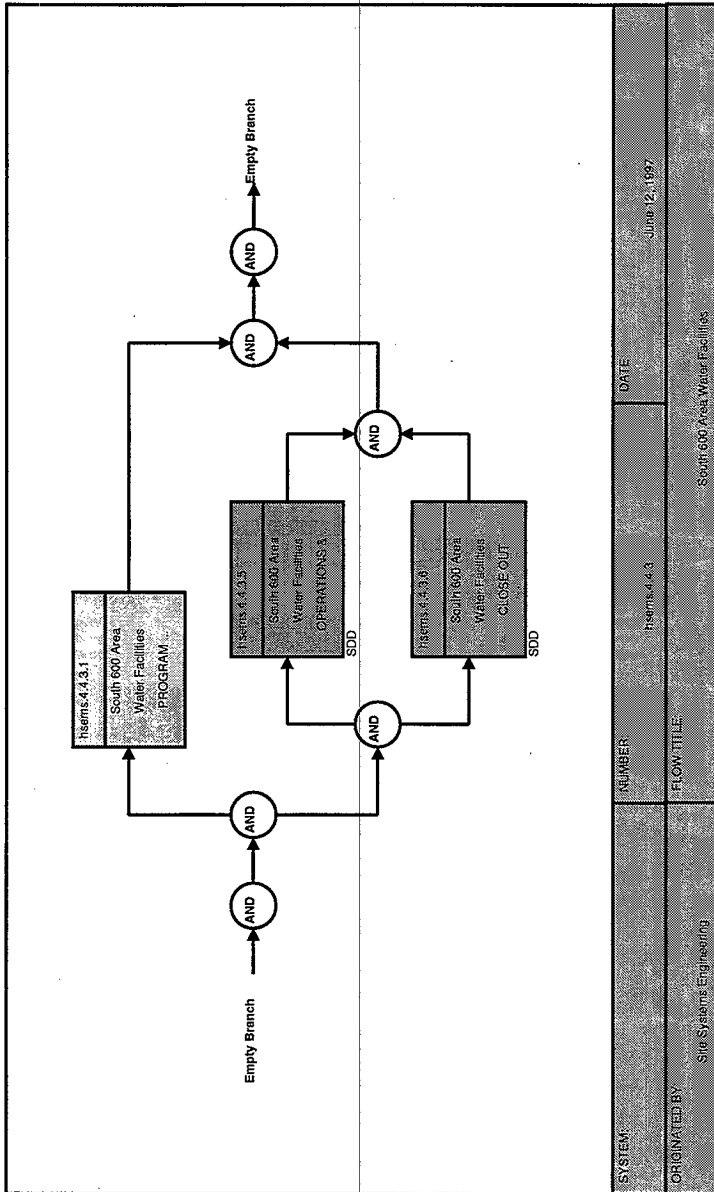 Empty Branch
AND
AND
hsems.4.4.3.1
South 600 Area
Water Facilities
PROGRAM ...
AND
hsems.4.4.3.5
South 600 Area
Water Facilities
OPERATIONS & ...
SDD
hsems.4.4.3.6
South 600 Area
Water Facilities
CLOSE OUT
SDD
AND
AND
AND
Empty Branch
SYSTEM:
NUMBER:
hsems.4.4.3
DATE
June 12, 1997
ORIGINATED BY
Site Systems Engineering
FLOW TITLE:
South 600 Area Water Facilities